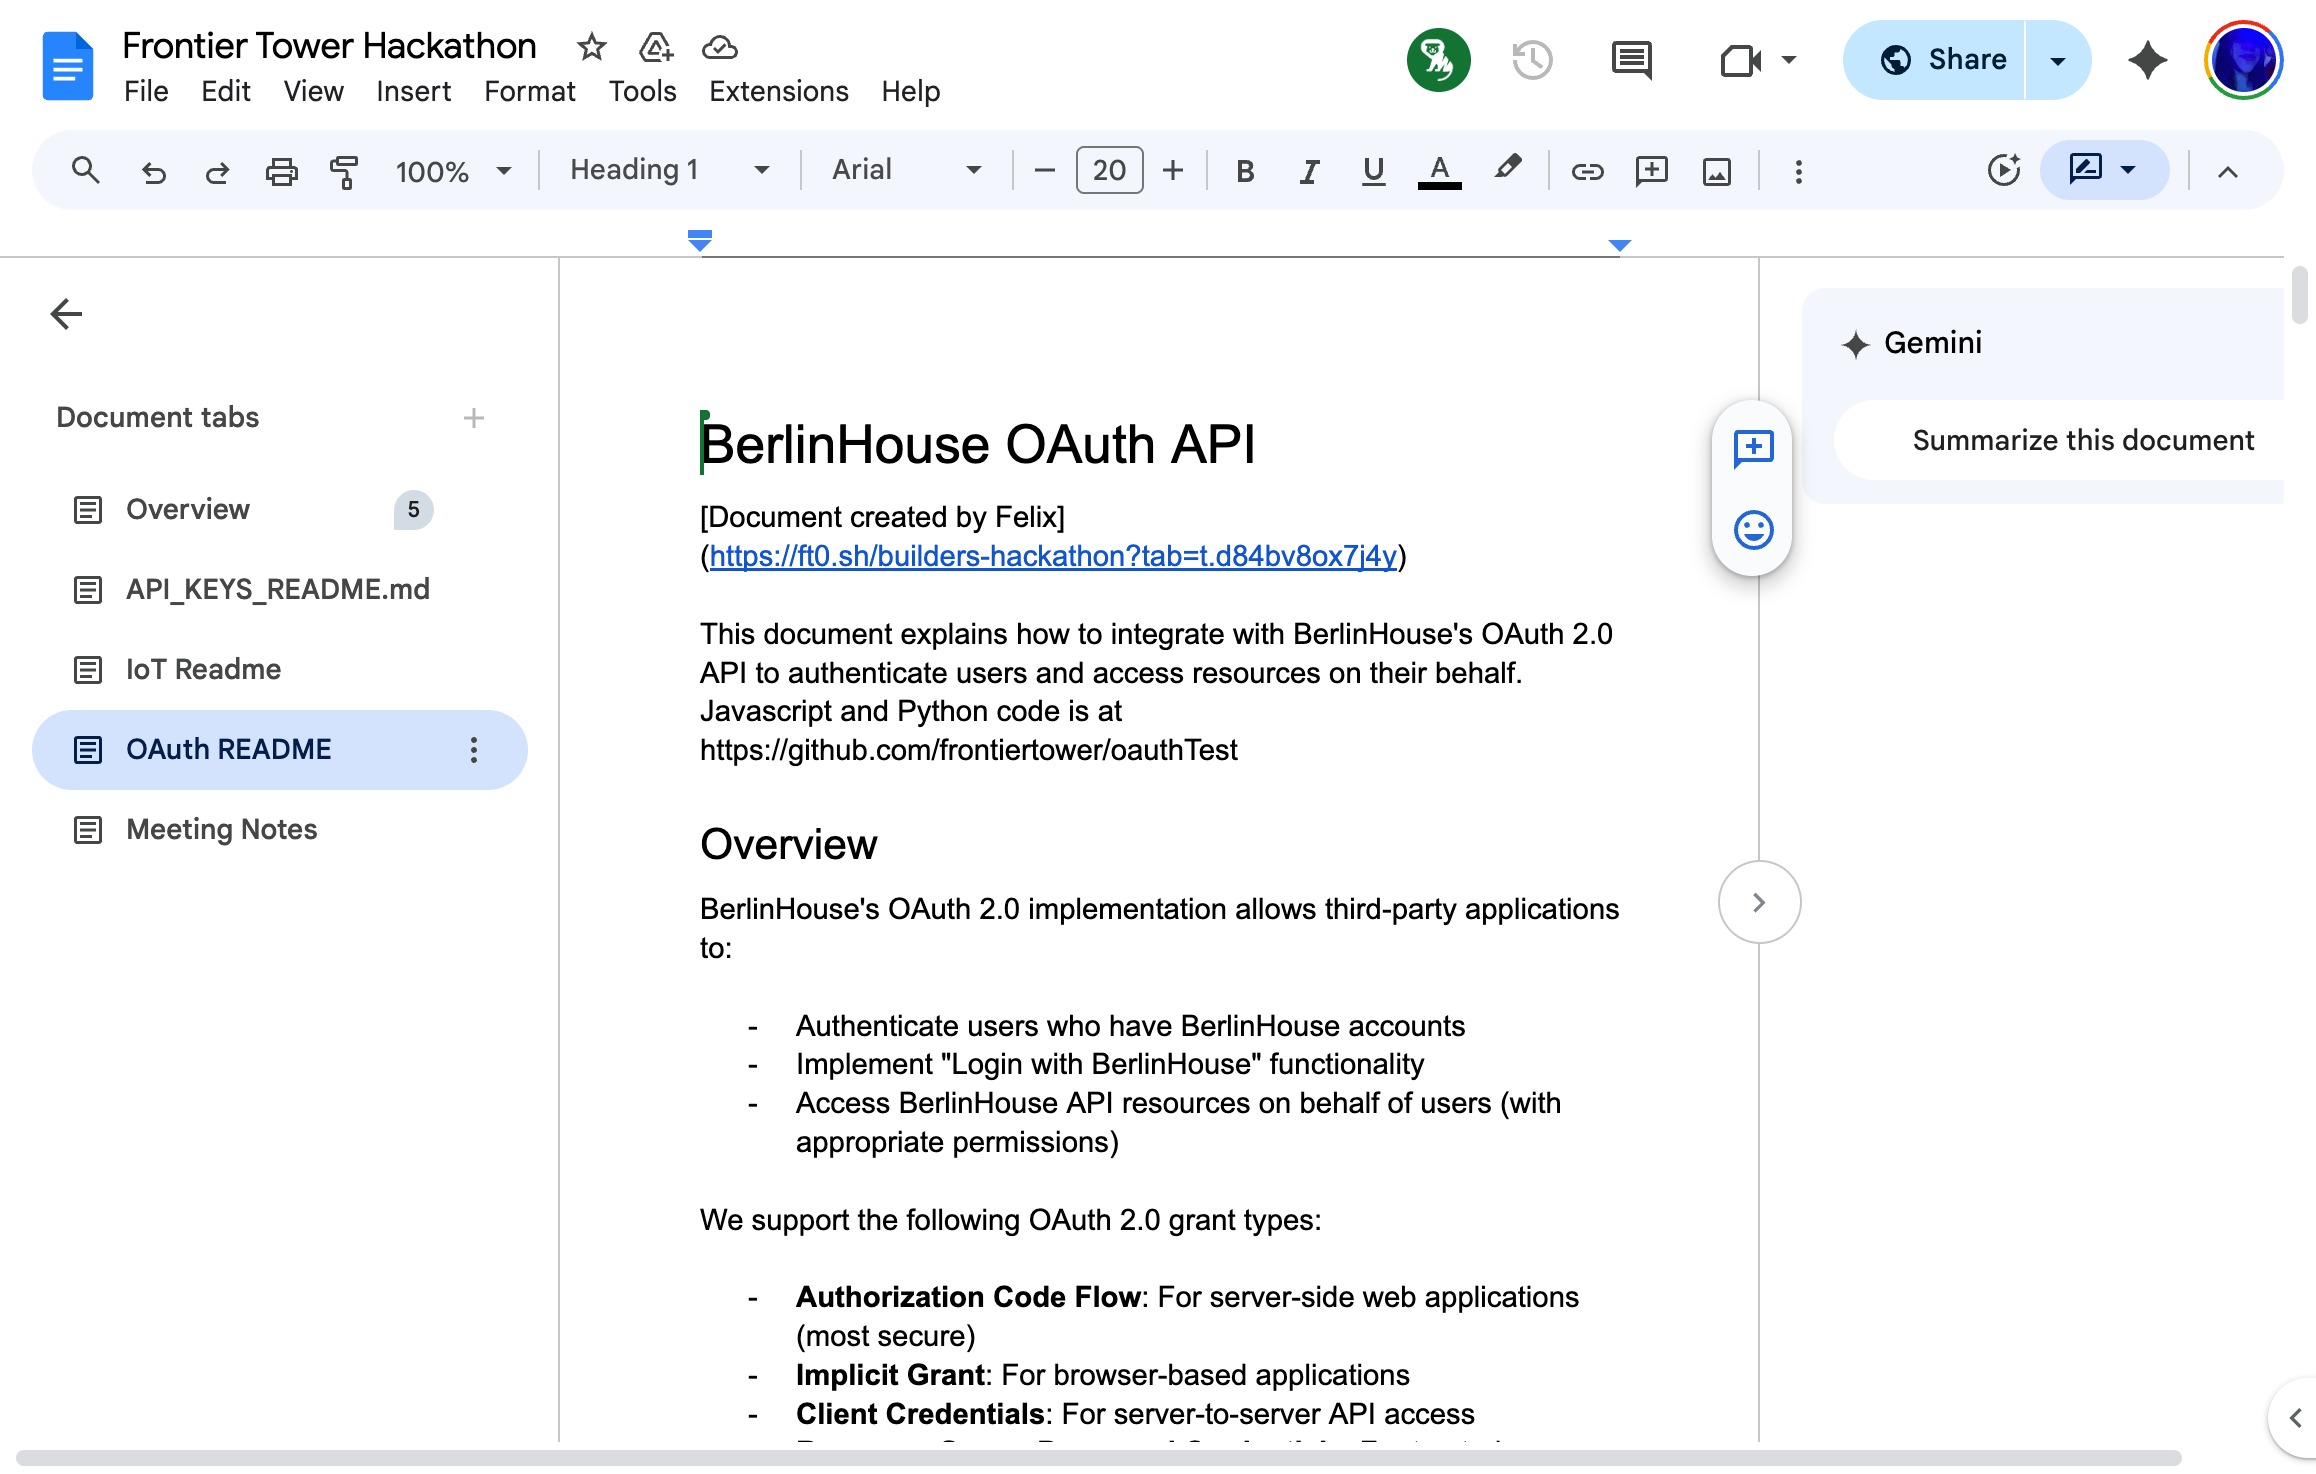 Frontier Tower Hackathon
File Edit View Insert Format Tools Extensions Help
Share
100% Heading 1 Arial 20 B I U A
Document tabs
Overview 5
API_KEYS_README.md
IoT Readme
OAuth README
Meeting Notes
BerlinHouse OAuth API
[Document created by Felix]
(https://ft0.sh/builders-hackathon?tab=t.d84bv8ox7j4y)
This document explains how to integrate with BerlinHouse's OAuth 2.0
API to authenticate users and access resources on their behalf.
Javascript and Python code is at
https://github.com/frontiertower/oauthTest
Overview
BerlinHouse's OAuth 2.0 implementation allows third-party applications
to:
- Authenticate users who have BerlinHouse accounts
- Implement "Login with BerlinHouse" functionality
- Access BerlinHouse API resources on behalf of users (with
appropriate permissions)
We support the following OAuth 2.0 grant types:
- Authorization Code Flow: For server-side web applications
(most secure)
- Implicit Grant: For browser-based applications
- Client Credentials: For server-to-server API access
Gemini
Summarize this document